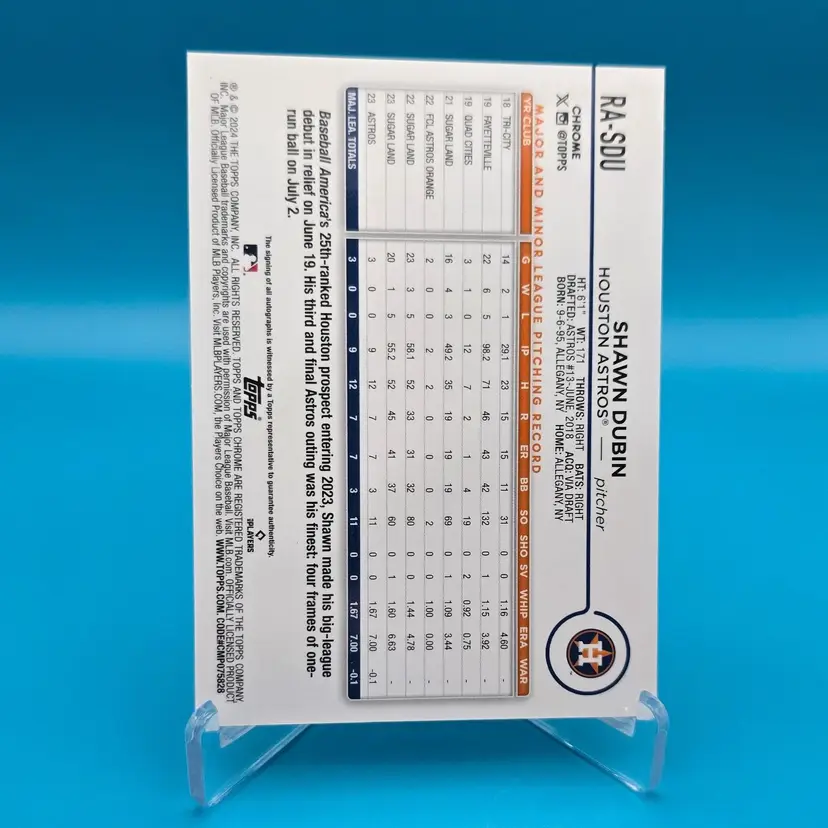 RA-SDU
SHAWN DUBIN
HOUSTON ASTROS® — pitcher
CHROME
X @TOPPS
HT: 6'1" WT: 171 THROWS: RIGHT BATS: RIGHT
DRAFTED: ASTROS #13-JUNE, 2018 ACQ: VIA DRAFT
BORN: 9-6-95, ALLEGANY, NY HOME: ALLEGANY, NY
H
MAJOR AND MINOR LEAGUE PITCHING RECORD
YR CLUB G W L IP H R ER BB SO SHO SV WHIP ERA WAR
18 TRI-CITY 14 2 1 29.1 23 15 15 11 31 0 0 1.16 4.60 -
19 FAYETTEVILLE 22 6 5 98.2 71 46 43 42 132 0 1 1.15 3.92 -
19 QUAD CITIES 3 1 0 12 7 2 1 4 19 0 2 0.92 0.75 -
21 SUGAR LAND 16 4 3 49.2 35 19 19 19 69 0 1 1.09 3.44 -
22 FCL ASTROS ORANGE 2 0 0 2 2 0 0 0 2 0 0 1.00 0.00 -
22 SUGAR LAND 23 3 5 58.1 52 33 31 32 80 0 0 1.44 4.78 -
23 SUGAR LAND 20 1 5 55.2 52 45 41 37 60 0 1 1.60 6.63 -
23 ASTROS 3 0 0 9 12 7 7 3 11 0 0 1.67 7.00 -0.1
MAJ. LEA. TOTALS 3 0 0 9 12 7 7 3 11 0 0 1.67 7.00 -0.1
Baseball America's 25th-ranked Houston prospect entering 2023, Shawn made his big-league
debut in relief on June 19. His third and final Astros outing was his finest: four frames of one-
run ball on July 2.
The signing of all autographs is witnessed by a Topps representative to guarantee authenticity.
topps®
PLAYERS
® & © 2024 THE TOPPS COMPANY, INC. ALL RIGHTS RESERVED. TOPPS AND TOPPS CHROME ARE REGISTERED TRADEMARKS OF THE TOPPS COMPANY,
INC. Major League Baseball trademarks and copyrights are used with permission of Major League Baseball. Visit MLB.com. OFFICIALLY LICENSED PRODUCT
OF MLB Players, Inc. Officially Licensed Product of MLB Players, Inc. Visit MLBPLAYERS.COM, the Players Choice on the web. WWW.TOPPS.COM. CODE#CMP075828